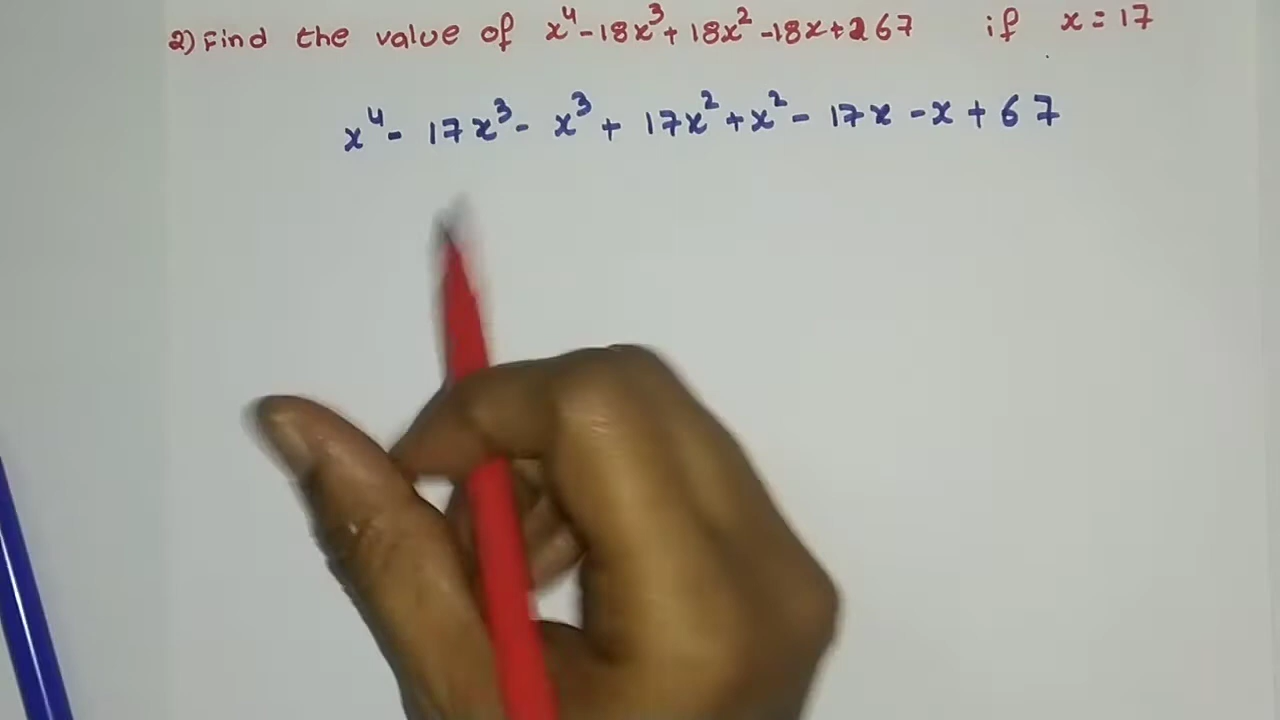 2) Find the value of x⁴-18x³+18x²-18x+267 if x=17
x⁴- 17x³- x³+ 17x²+x²- 17x -x+67